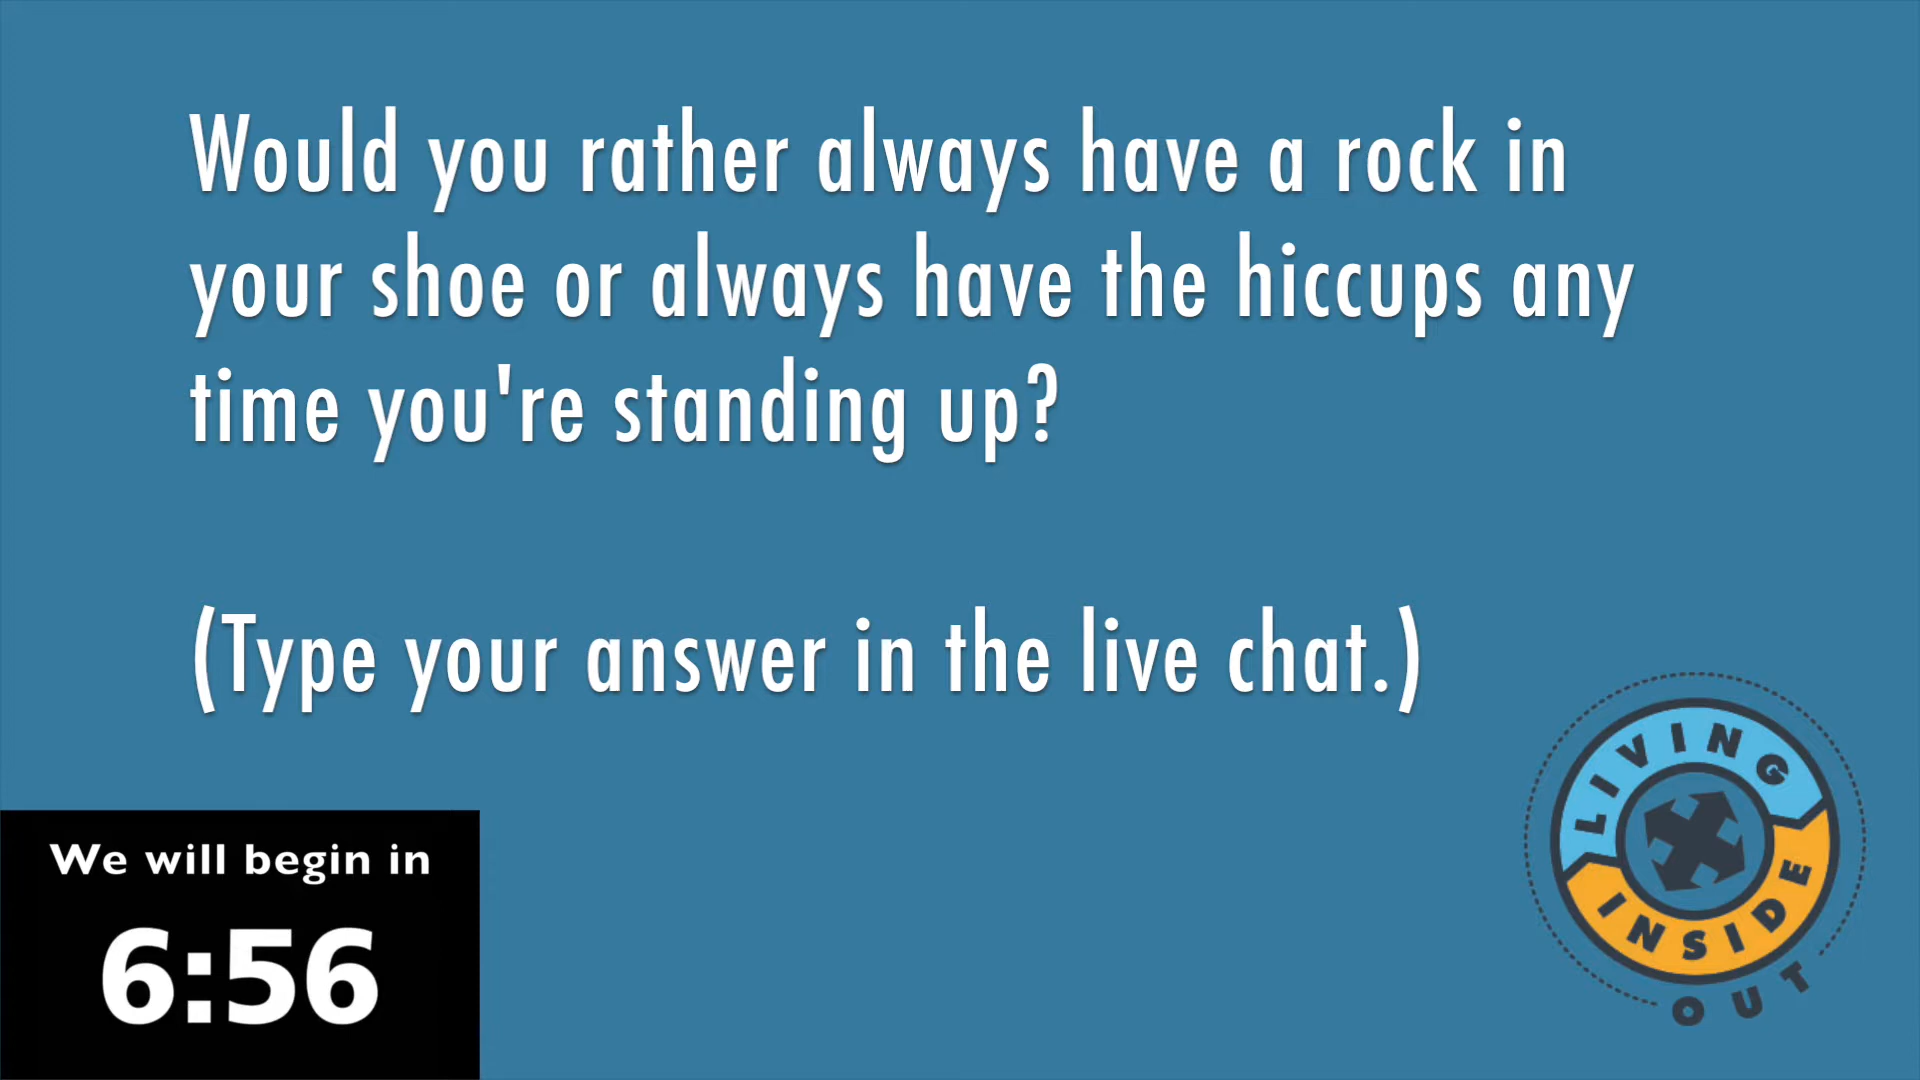 Would you rather always have a rock in
your shoe or always have the hiccups any
time you're standing up?
(Type your answer in the live chat.)
We will begin in
6:56
LIVING
INSIDE
OUT